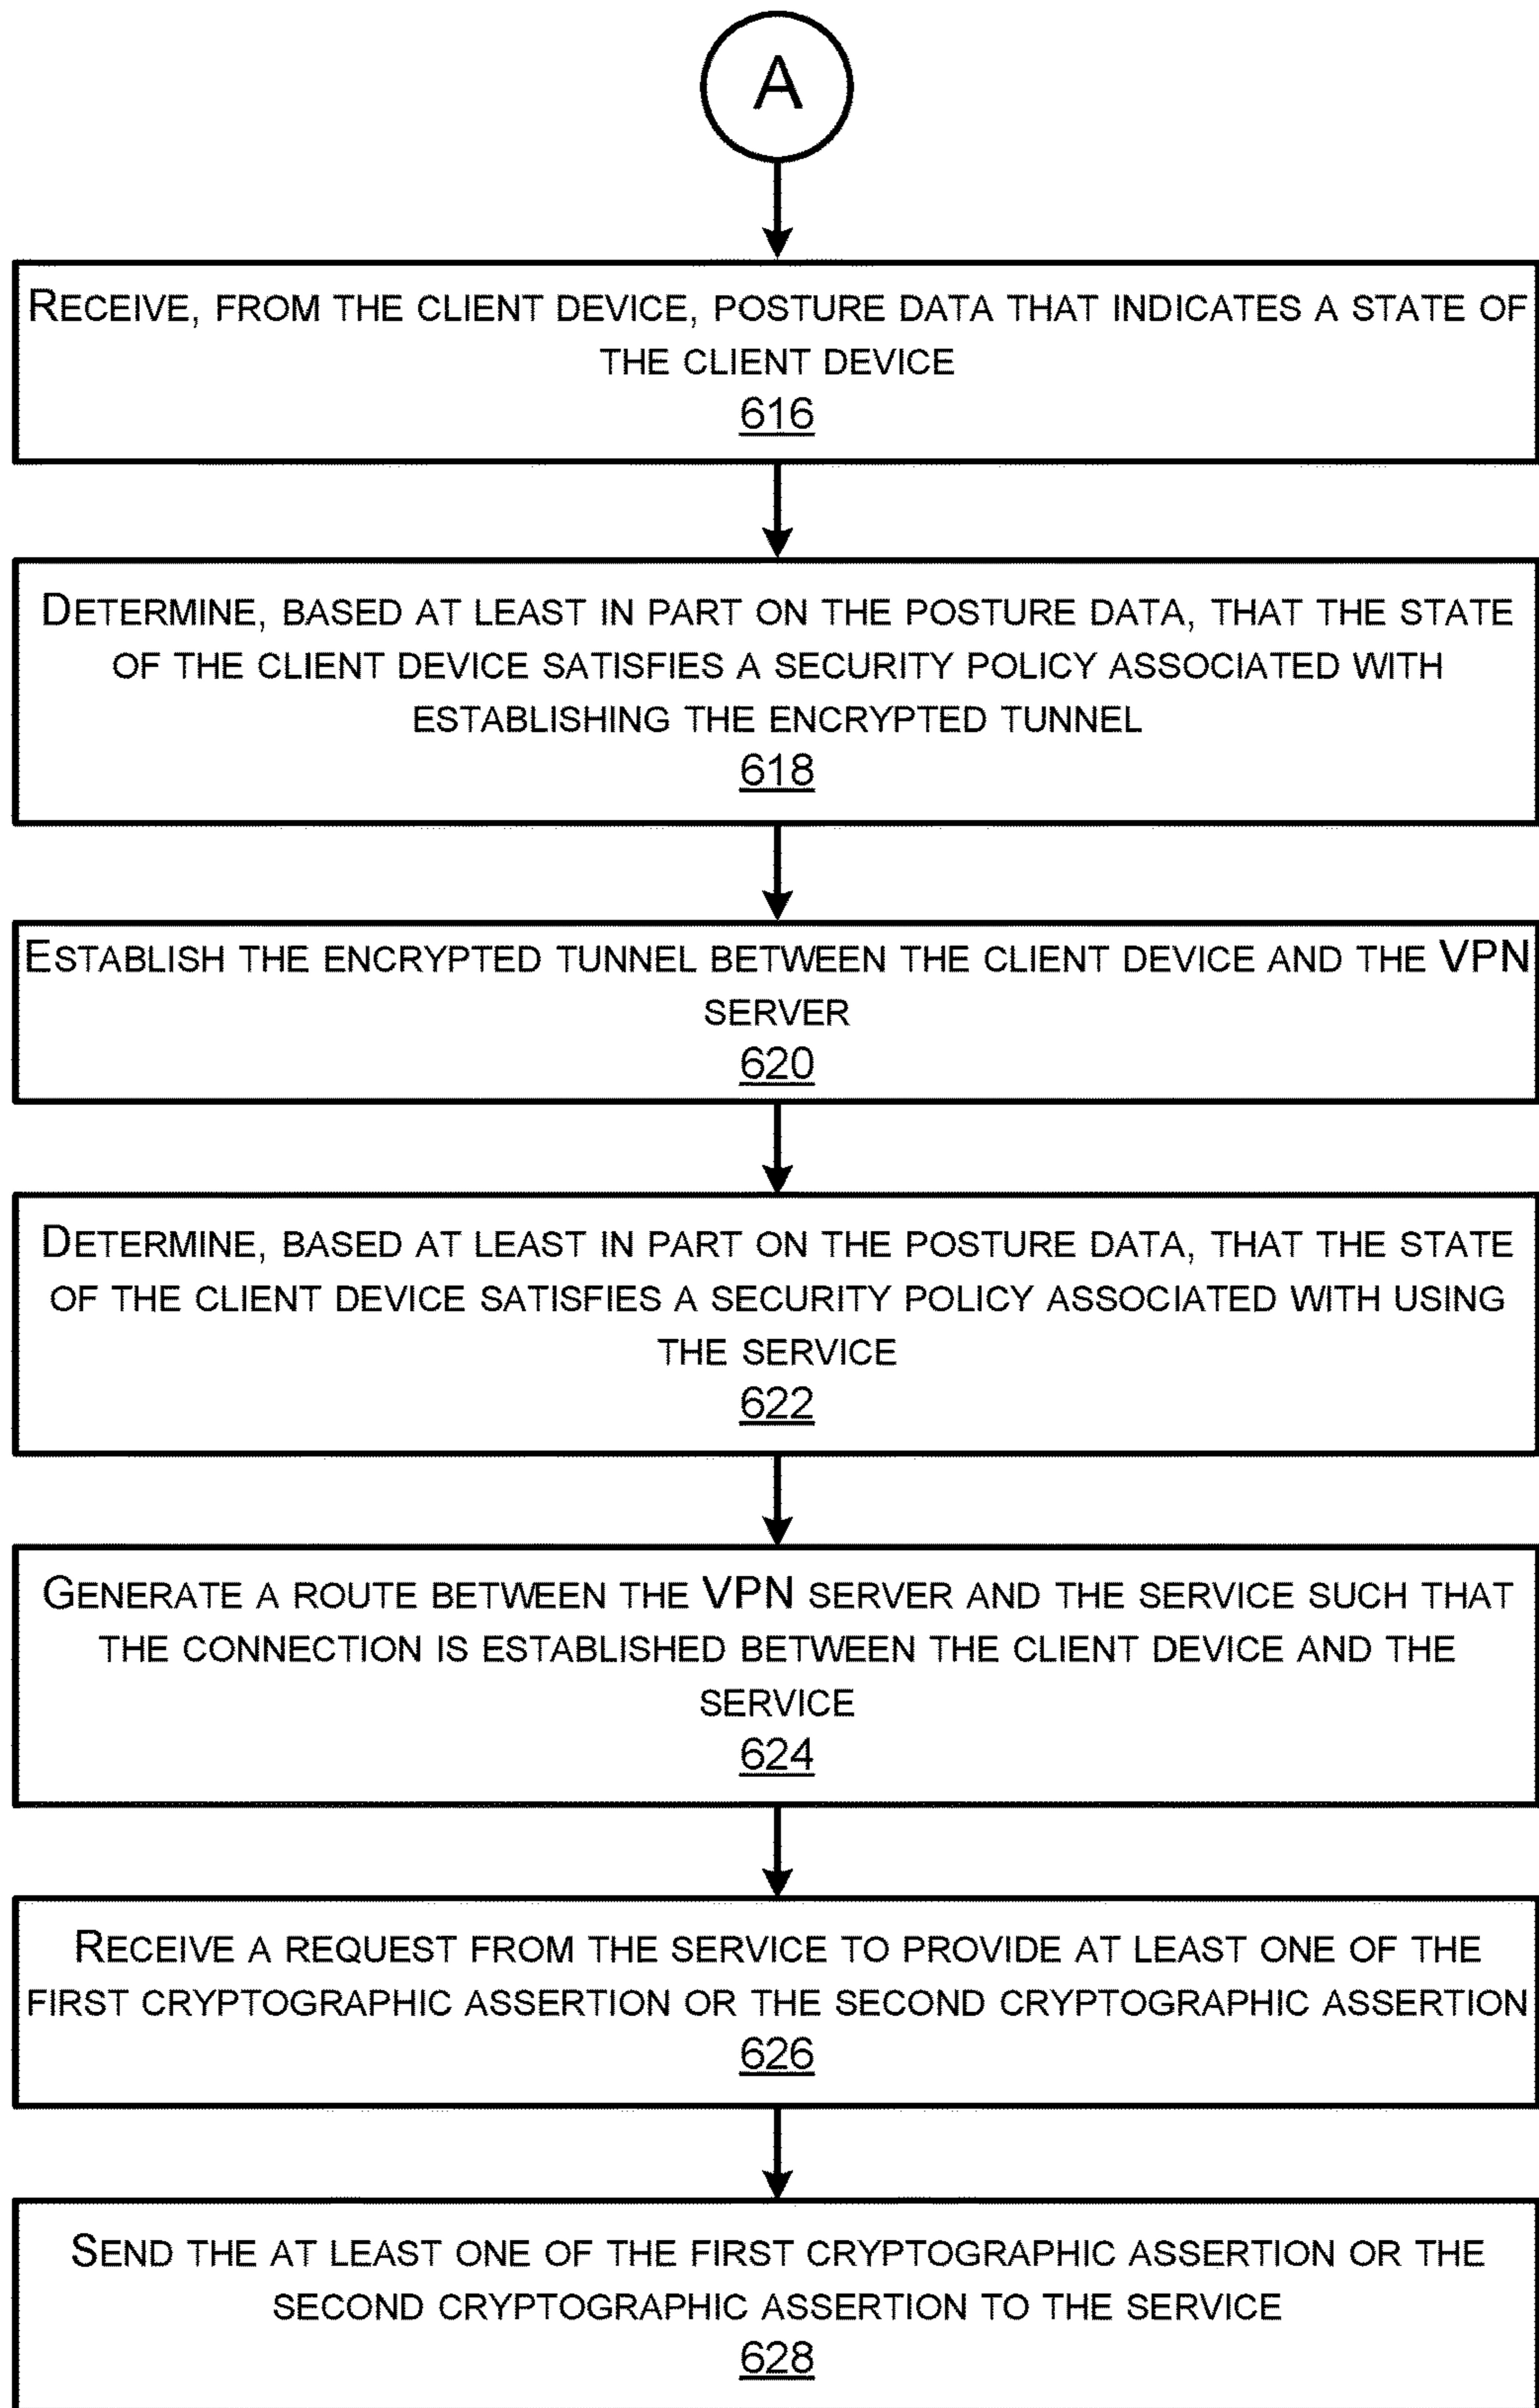 A
RECEIVE, FROM THE CLIENT DEVICE, POSTURE DATA THAT INDICATES A STATE OF
THE CLIENT DEVICE
616
DETERMINE, BASED AT LEAST IN PART ON THE POSTURE DATA, THAT THE STATE
OF THE CLIENT DEVICE SATISFIES A SECURITY POLICY ASSOCIATED WITH
ESTABLISHING THE ENCRYPTED TUNNEL
618
ESTABLISH THE ENCRYPTED TUNNEL BETWEEN THE CLIENT DEVICE AND THE VPN
SERVER
620
DETERMINE, BASED AT LEAST IN PART ON THE POSTURE DATA, THAT THE STATE
OF THE CLIENT DEVICE SATISFIES A SECURITY POLICY ASSOCIATED WITH USING
THE SERVICE
622
GENERATE A ROUTE BETWEEN THE VPN SERVER AND THE SERVICE SUCH THAT
THE CONNECTION IS ESTABLISHED BETWEEN THE CLIENT DEVICE AND THE
SERVICE
624
RECEIVE A REQUEST FROM THE SERVICE TO PROVIDE AT LEAST ONE OF THE
FIRST CRYPTOGRAPHIC ASSERTION OR THE SECOND CRYPTOGRAPHIC ASSERTION
626
SEND THE AT LEAST ONE OF THE FIRST CRYPTOGRAPHIC ASSERTION OR THE
SECOND CRYPTOGRAPHIC ASSERTION TO THE SERVICE
628